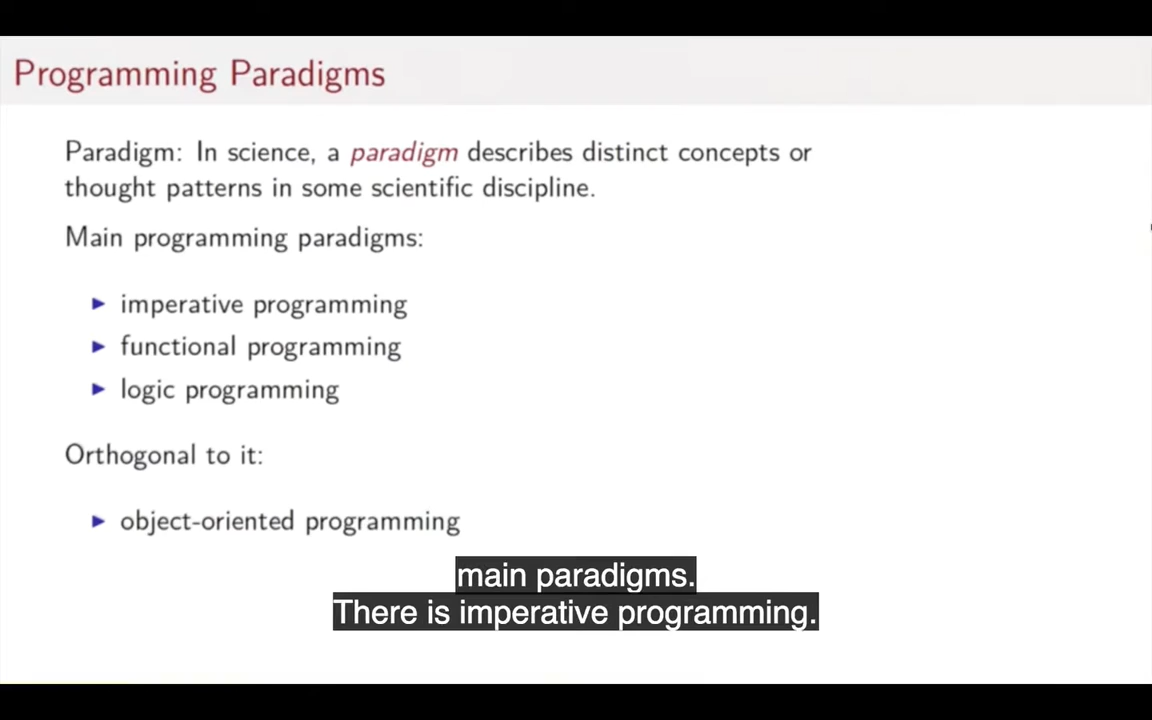 Programming Paradigms
Paradigm: In science, a paradigm describes distinct concepts or
thought patterns in some scientific discipline.
Main programming paradigms:
▶ imperative programming
▶ functional programming
▶ logic programming
Orthogonal to it:
▶ object-oriented programming
main paradigms.
There is imperative programming.